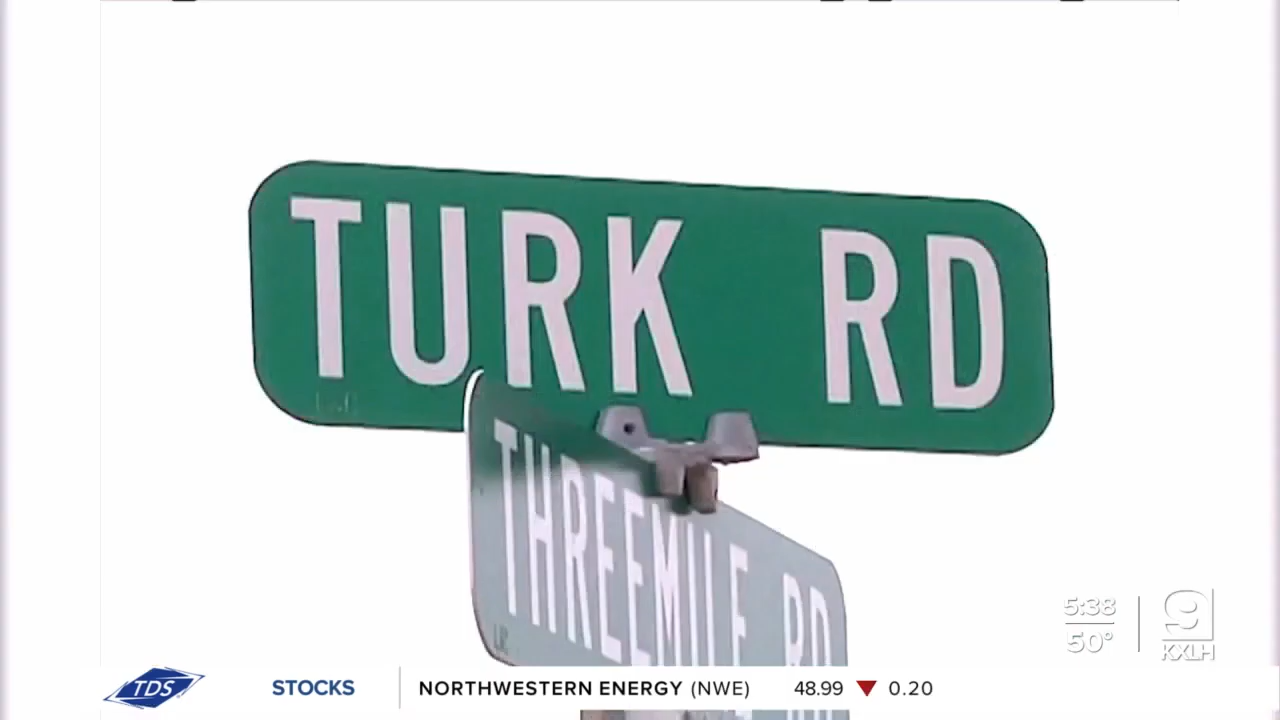 TURK RD
THREEMILE RD
5:38
50°
9
KXLH
TDS
STOCKS
NORTHWESTERN ENERGY (NWE) 48.99 ▼ 0.20